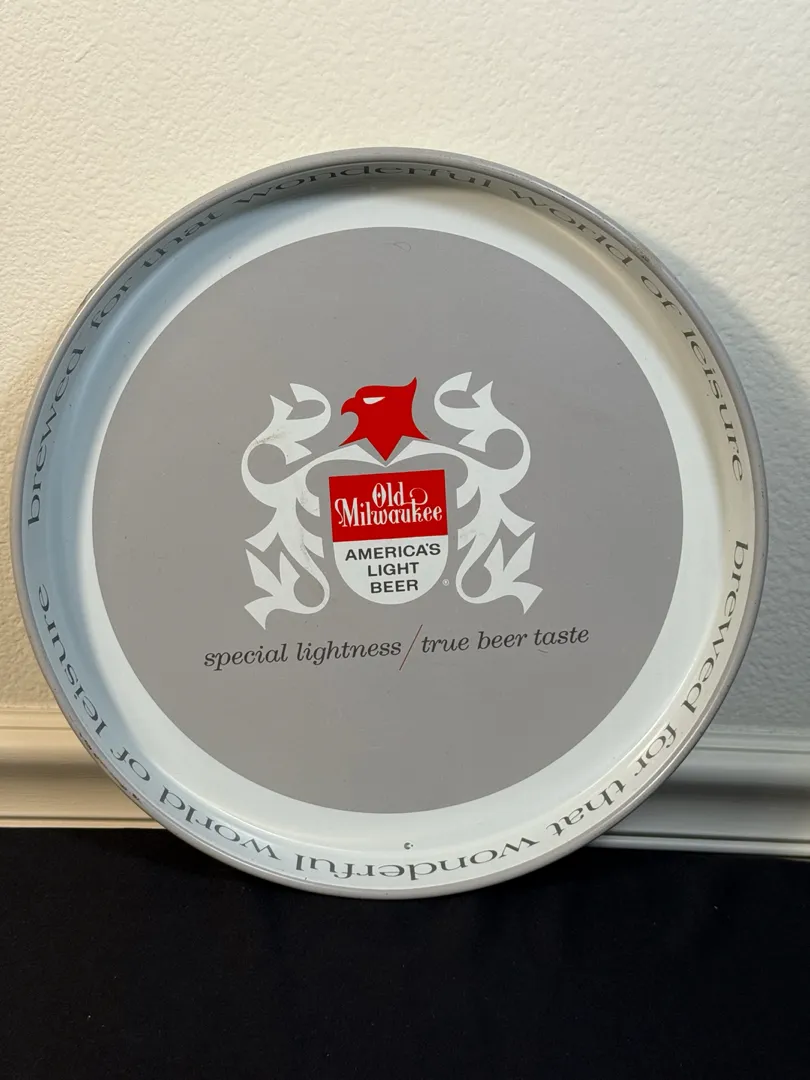 brewed for that wonderful world of leisure
Old
Milwaukee
AMERICA'S
LIGHT
BEER
®
special lightness/true beer taste
brewed for that wonderful world of leisure